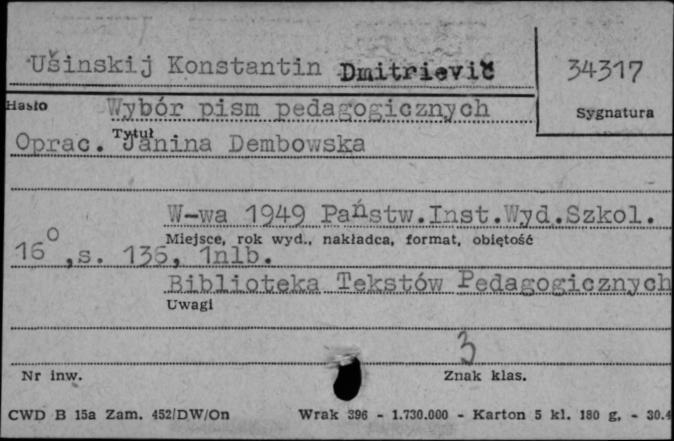 Ušinskij Konstantin Dmitrievič
34317
Hasło
Wybór pism pedagogicznych
Sygnatura
Tytuł
Oprac. Janina Dembowska
W-wa 1949 Państw.Inst.Wyd.Szkol.
Miejsce, rok wyd., nakładca, format, objętość
16⁰,s. 136, 1nlb.
Biblioteka Tekstów Pedagogicznych
Uwagi
3
Nr inw.
Znak klas.
CWD B 15a Zam. 452/DW/On Wrak 396 - 1.730.000 - Karton 5 kl. 180 g, - 30.4